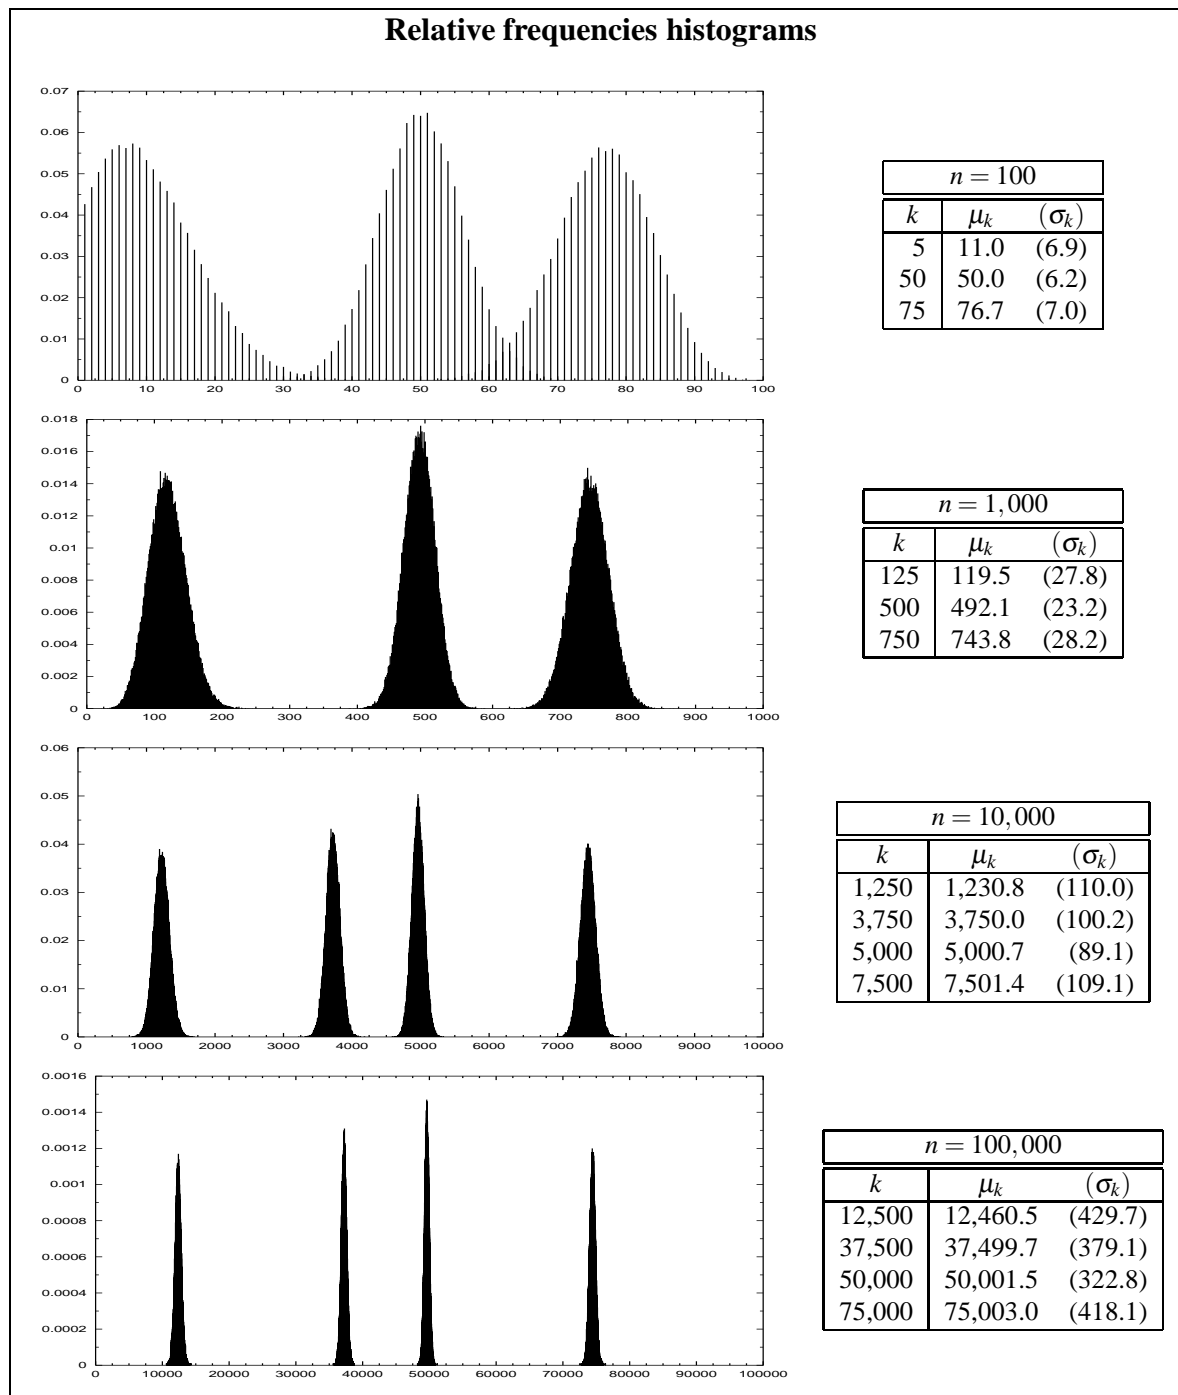 Relative frequencies histograms
0.07
0.06
0.05
0.04
0.03
0.02
0.01
0
0 10 20 30 40 50 60 70 80 90 100
n = 100
k μk (σk)
5 11.0 (6.9)
50 50.0 (6.2)
75 76.7 (7.0)
0.018
0.016
0.014
0.012
0.01
0.008
0.006
0.004
0.002
0
0 100 200 300 400 500 600 700 800 900 1000
n = 1,000
k μk (σk)
125 119.5 (27.8)
500 492.1 (23.2)
750 743.8 (28.2)
0.06
0.05
0.04
0.03
0.02
0.01
0
0 1000 2000 3000 4000 5000 6000 7000 8000 9000 10000
n = 10,000
k μk (σk)
1,250 1,230.8 (110.0)
3,750 3,750.0 (100.2)
5,000 5,000.7 (89.1)
7,500 7,501.4 (109.1)
0.0016
0.0014
0.0012
0.001
0.0008
0.0006
0.0004
0.0002
0
0 10000 20000 30000 40000 50000 60000 70000 80000 90000 100000
n = 100,000
k μk (σk)
12,500 12,460.5 (429.7)
37,500 37,499.7 (379.1)
50,000 50,001.5 (322.8)
75,000 75,003.0 (418.1)